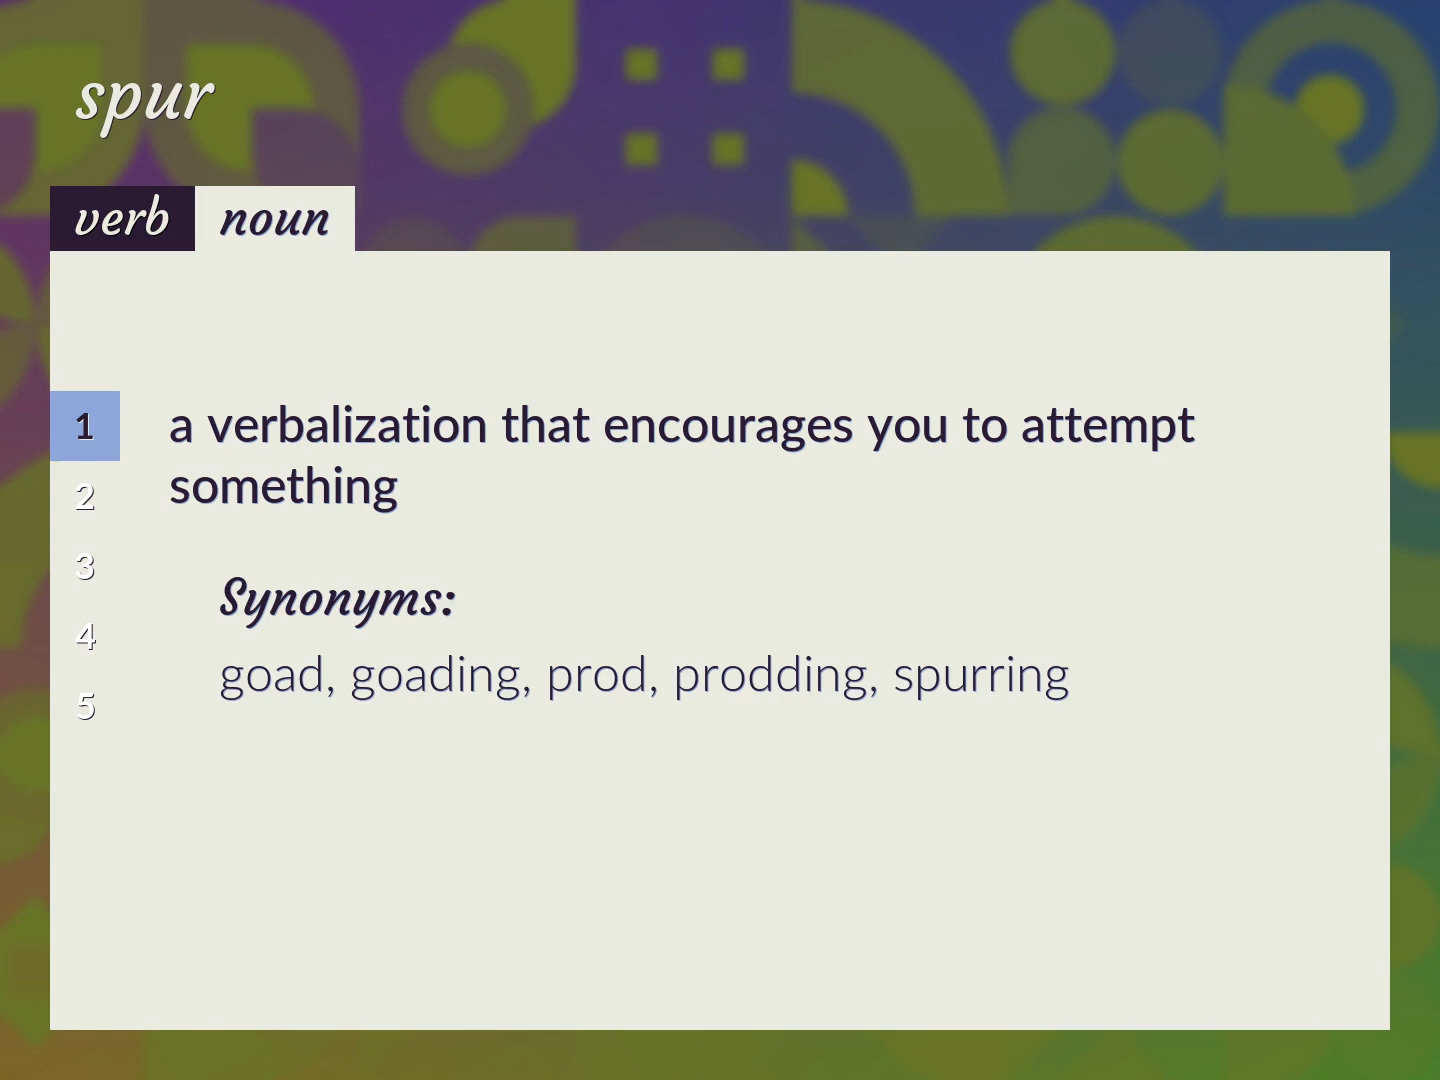 spur
verb noun
1
a verbalization that encourages you to attempt
something
2
3
4
5
Synonyms:
goad, goading, prod, prodding, spurring